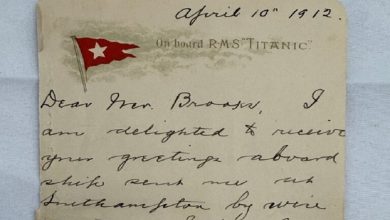 April 10th 1912.
On board RMS "TITANIC".
Dear Mr. Brooks, I
am delighted to receive
your greetings aboard
ship sent me at
Southampton by wire